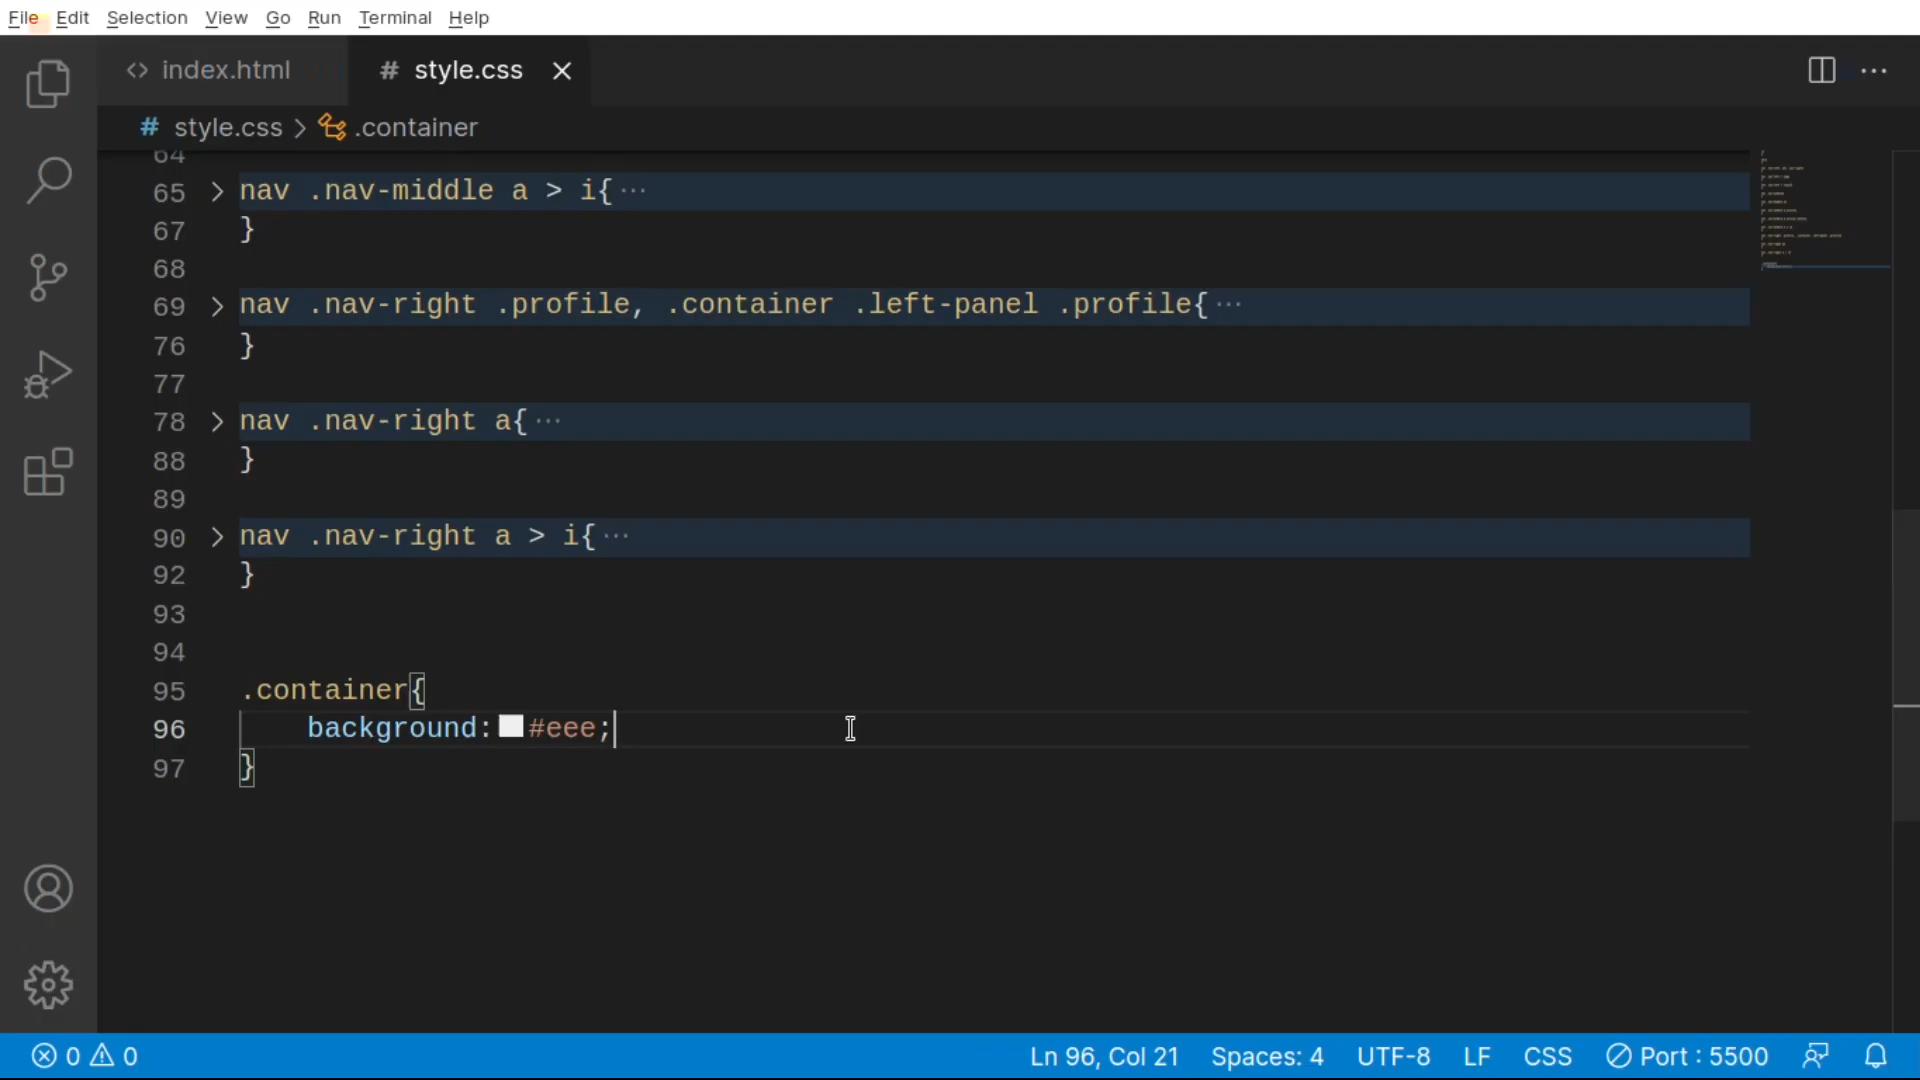 File Edit Selection View Go Run Terminal Help
<> index.html # style.css
# style.css > .container
64
65 > nav .nav-middle a > i{···
67 }
68
69 > nav .nav-right .profile, .container .left-panel .profile{···
76 }
77
78 > nav .nav-right a{···
88 }
89
90 > nav .nav-right a > i{···
92 }
93
94
95 .container{
96 background:#eee;
97 }
0 0 Ln 96, Col 21 Spaces: 4 UTF-8 LF CSS Port : 5500